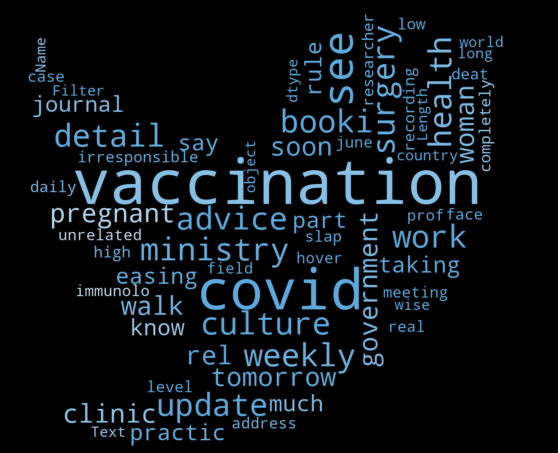 low
Name
researcher
world
see
rule
surgery
health
long
case
dtype
recording
Length
deat
Filter
woman
completely
journal
booki
detail
say
soon
june
country
irresponsible
object
daily
vaccination
pregnant
advice
part
government
prof
face
unrelated
slap
work
high
ministry
hover
easing
field
taking
immunolo
covid
meeting
walk
wise
know
culture
real
rel
weekly
tomorrow
level
update
much
clinic
address
Text
practic